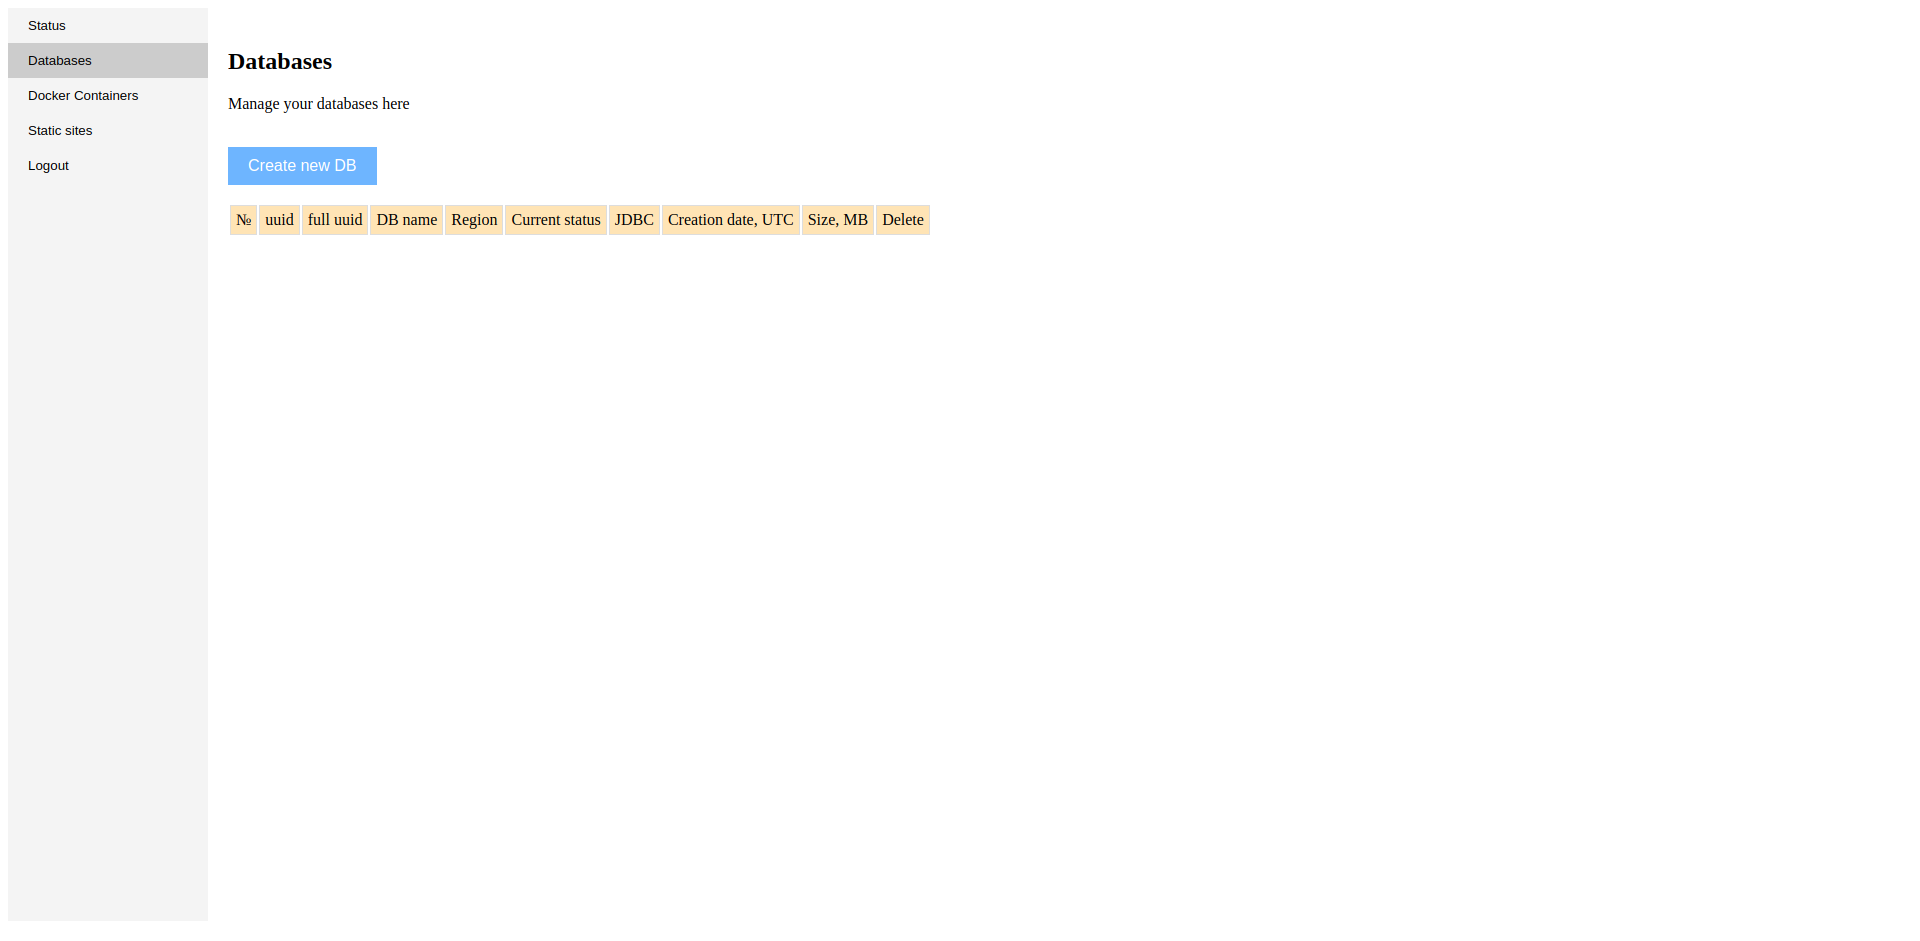 Status
Databases
Docker Containers
Static sites
Logout
Databases
Manage your databases here
Create new DB
№ uuid full uuid DB name Region Current status JDBC Creation date, UTC Size, MB Delete